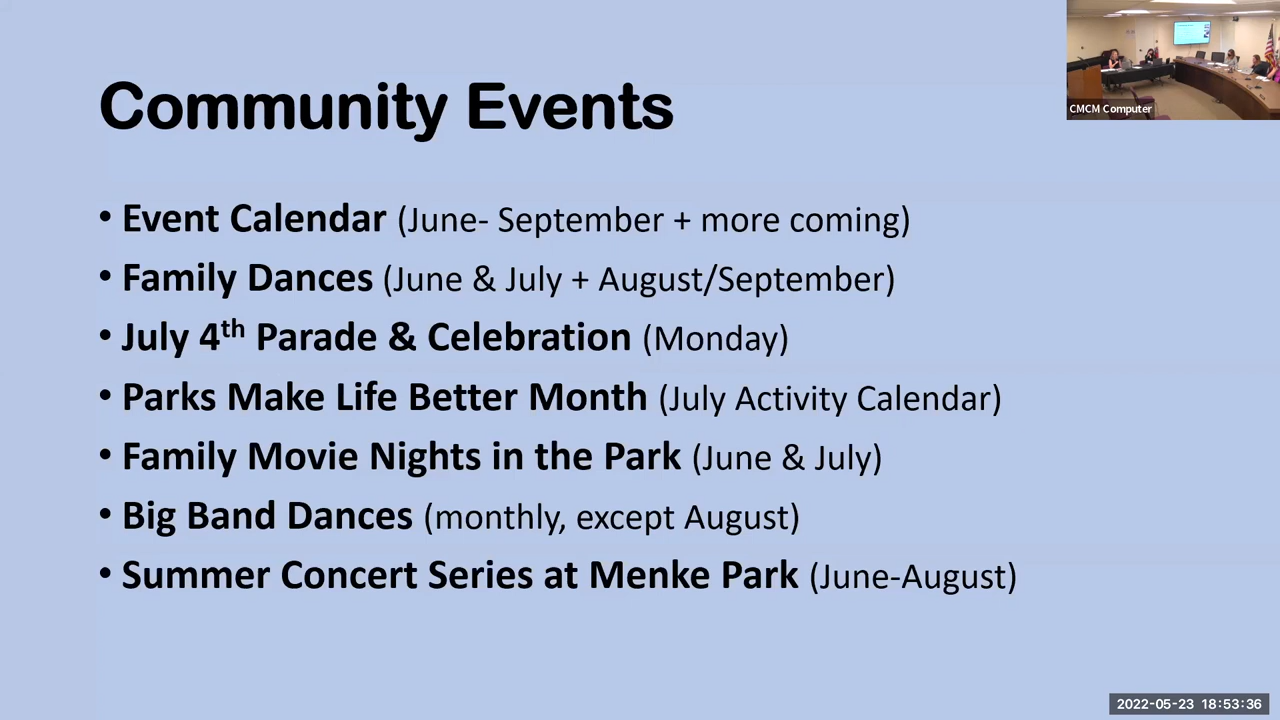 CMCM Computer
Community Events
• Event Calendar (June- September + more coming)
• Family Dances (June & July + August/September)
• July 4th Parade & Celebration (Monday)
• Parks Make Life Better Month (July Activity Calendar)
• Family Movie Nights in the Park (June & July)
• Big Band Dances (monthly, except August)
• Summer Concert Series at Menke Park (June-August)
2022-05-23 18:53:36